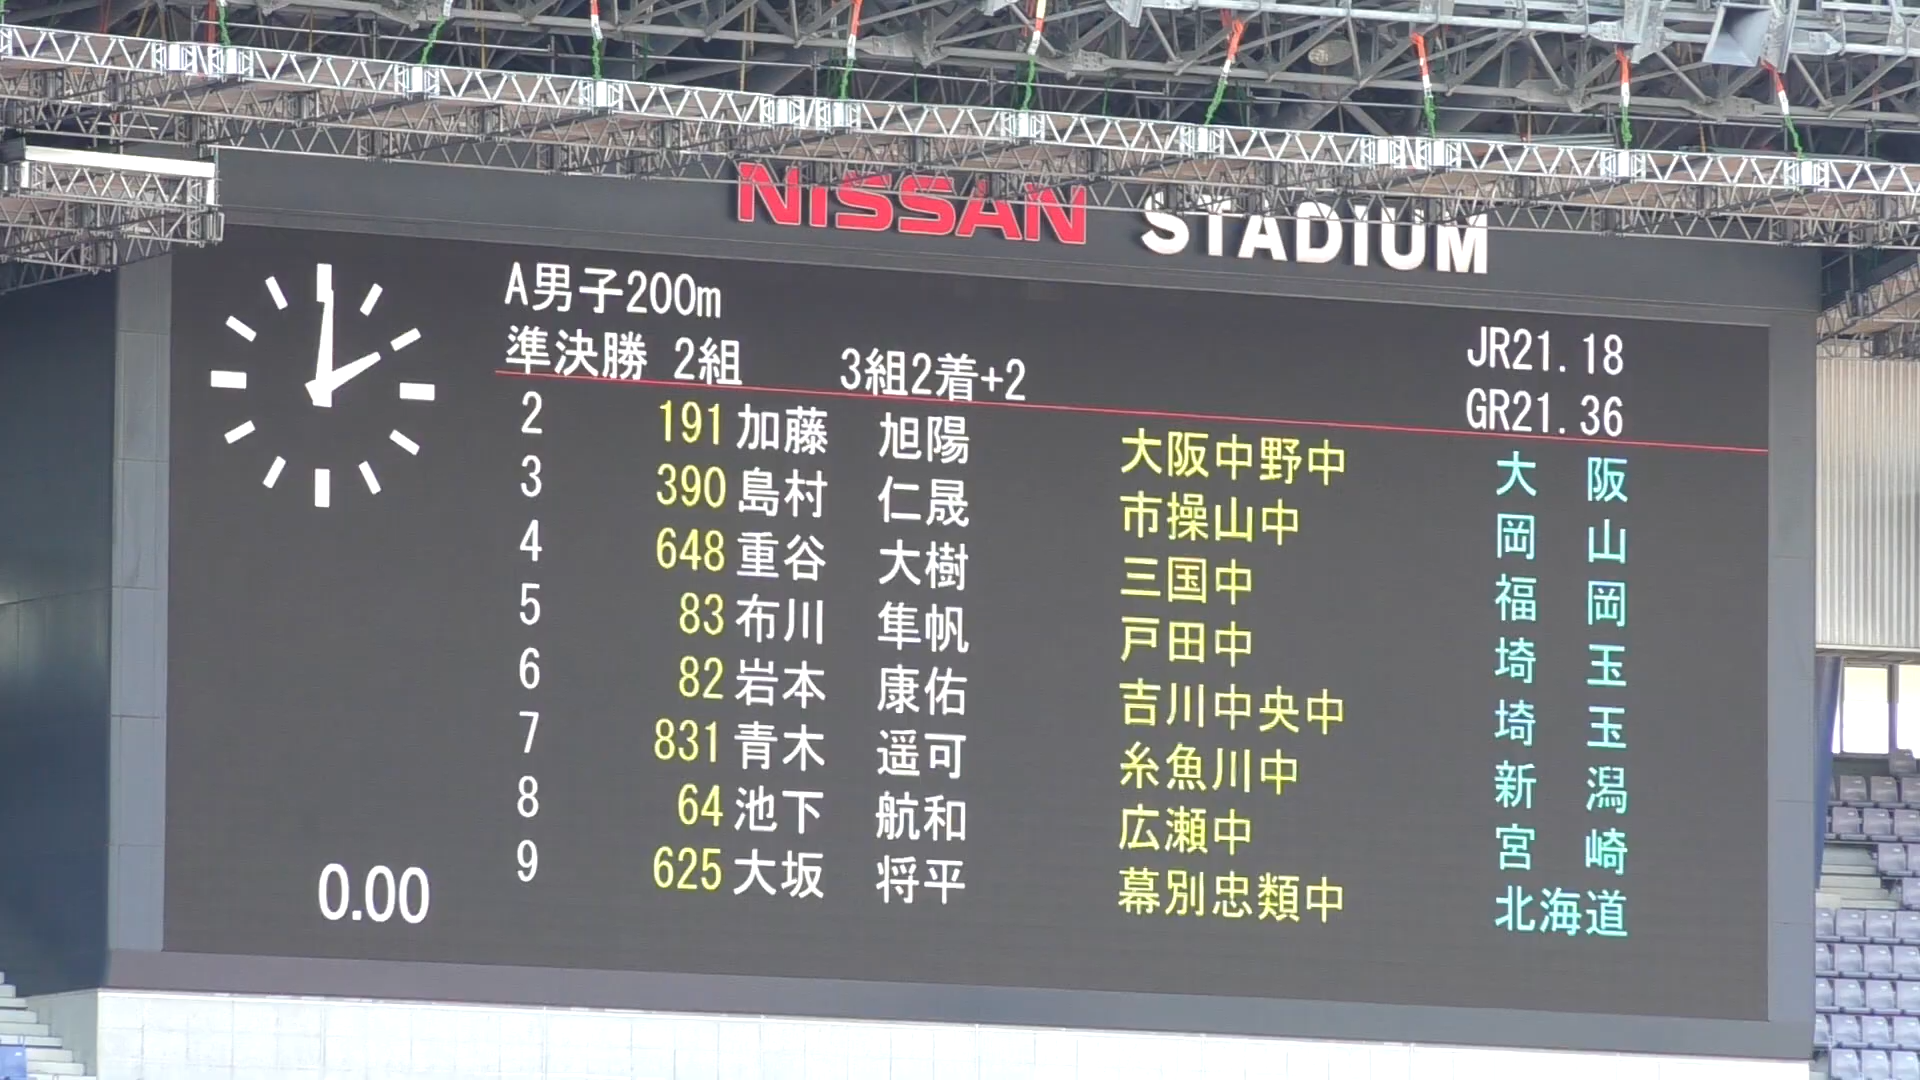 NISSAN STADIUM
A男子200m
準決勝 2組 3組2着+2 JR21.18
GR21.36
2 191 加藤 旭陽 大阪中野中 大阪
3 390 島村 仁晟 市操山中 岡山
4 648 重谷 大樹 三国中 福岡
5 83 布川 隼帆 戸田中 埼玉
6 82 岩本 康佑 吉川中央中 埼玉
7 831 青木 遥可 糸魚川中 新潟
8 64 池下 航和 広瀬中 宮崎
9 625 大坂 将平 幕別忠類中 北海道
0.00